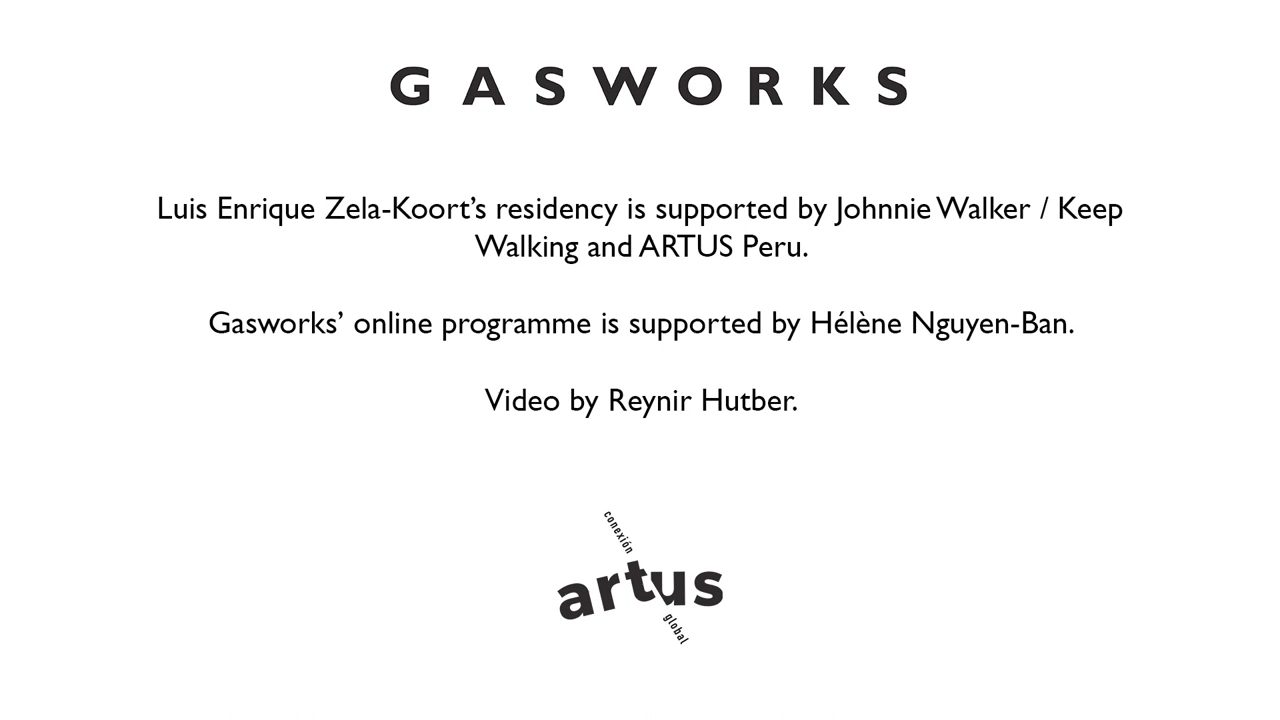 GASWORKS
Luis Enrique Zela-Koort’s residency is supported by Johnnie Walker / Keep
Walking and ARTUS Peru.
Gasworks’ online programme is supported by Hélène Nguyen-Ban.
Video by Reynir Hutber.
conexión
artus
global